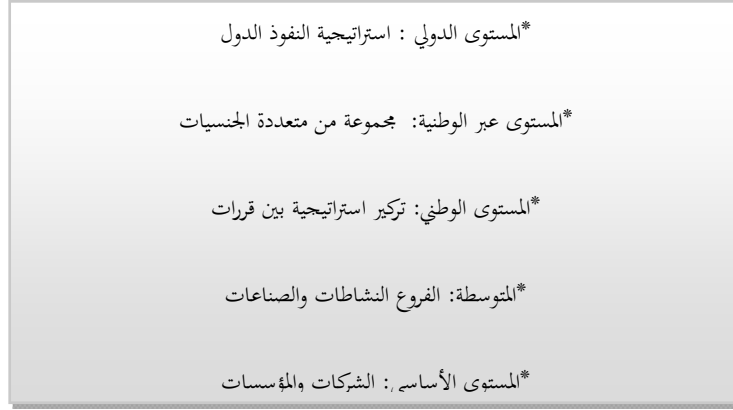 *المستوى الدولي : استراتيجية النفوذ الدول
*المستوى عبر الوطنية: مجموعة من متعددة الجنسيات
*المستوى الوطني: تركير استراتيجية بين قررات
*المتوسطة: الفروع النشاطات والصناعات
*المستوى الأساسي: الشركات والمؤسسات